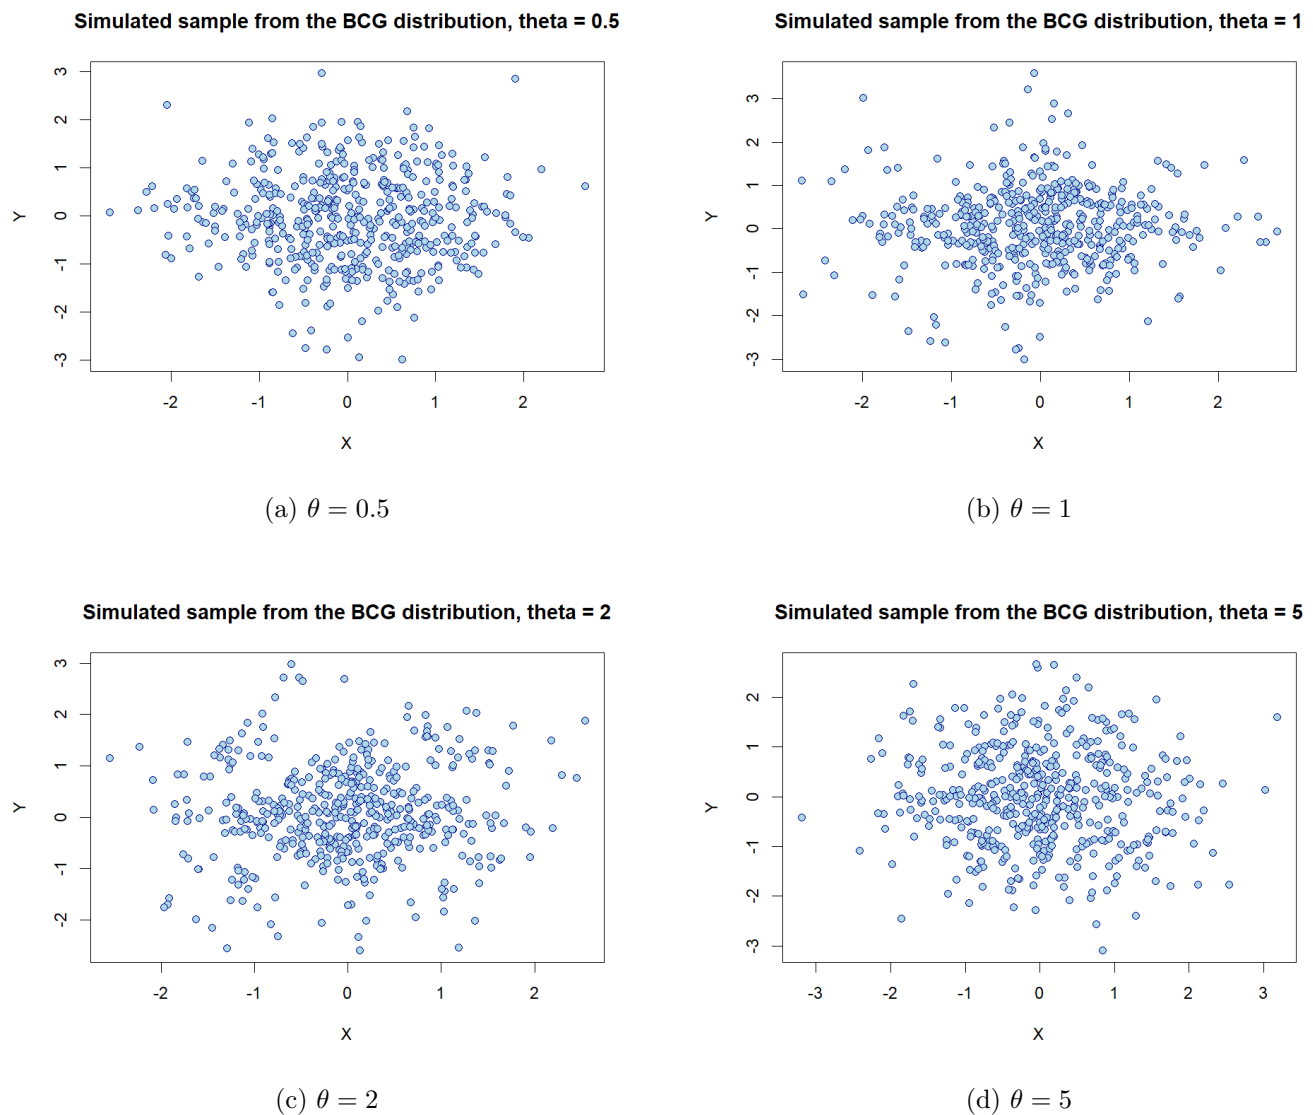 Simulated sample from the BCG distribution, theta = 0.5
3
2
1
0
-1
-2
-3
Y
-2 -1 0 1 2
X
(a) θ = 0.5
Simulated sample from the BCG distribution, theta = 1
3
2
1
0
-1
-2
-3
Y
-2 -1 0 1 2
X
(b) θ = 1
Simulated sample from the BCG distribution, theta = 2
3
2
1
0
-1
-2
Y
-2 -1 0 1 2
X
(c) θ = 2
Simulated sample from the BCG distribution, theta = 5
2
1
0
-1
-2
-3
Y
-3 -2 -1 0 1 2 3
X
(d) θ = 5